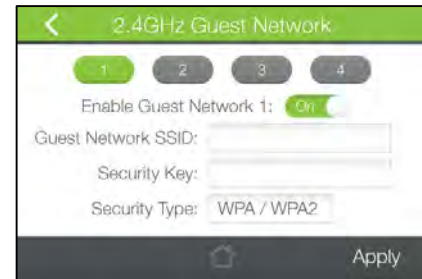 2.4GHz Guest Network
1 2 3 4
Enable Guest Network 1: On
Guest Network SSID:
Security Key:
Security Type: WPA / WPA2
Apply